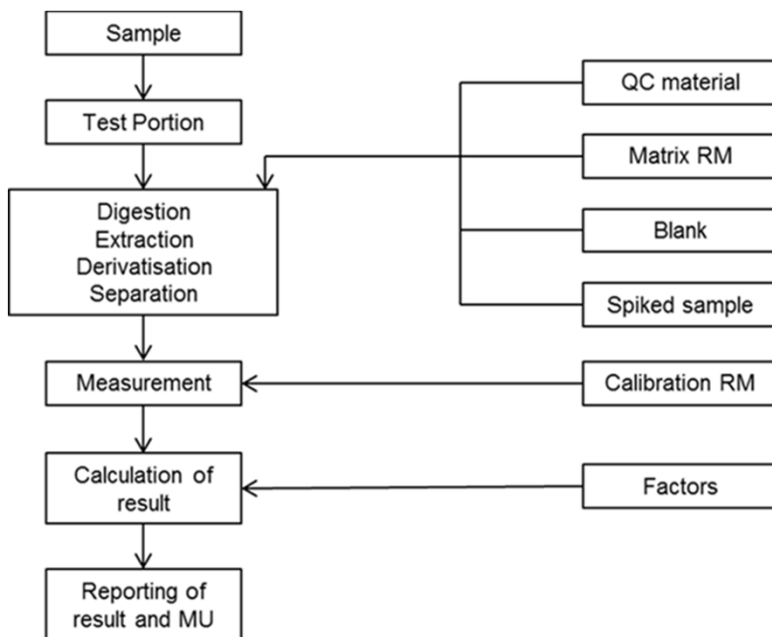 Sample
Test Portion
Digestion
Extraction
Derivatisation
Separation
Measurement
Calculation of
result
Reporting of
result and MU
QC material
Matrix RM
Blank
Spiked sample
Calibration RM
Factors